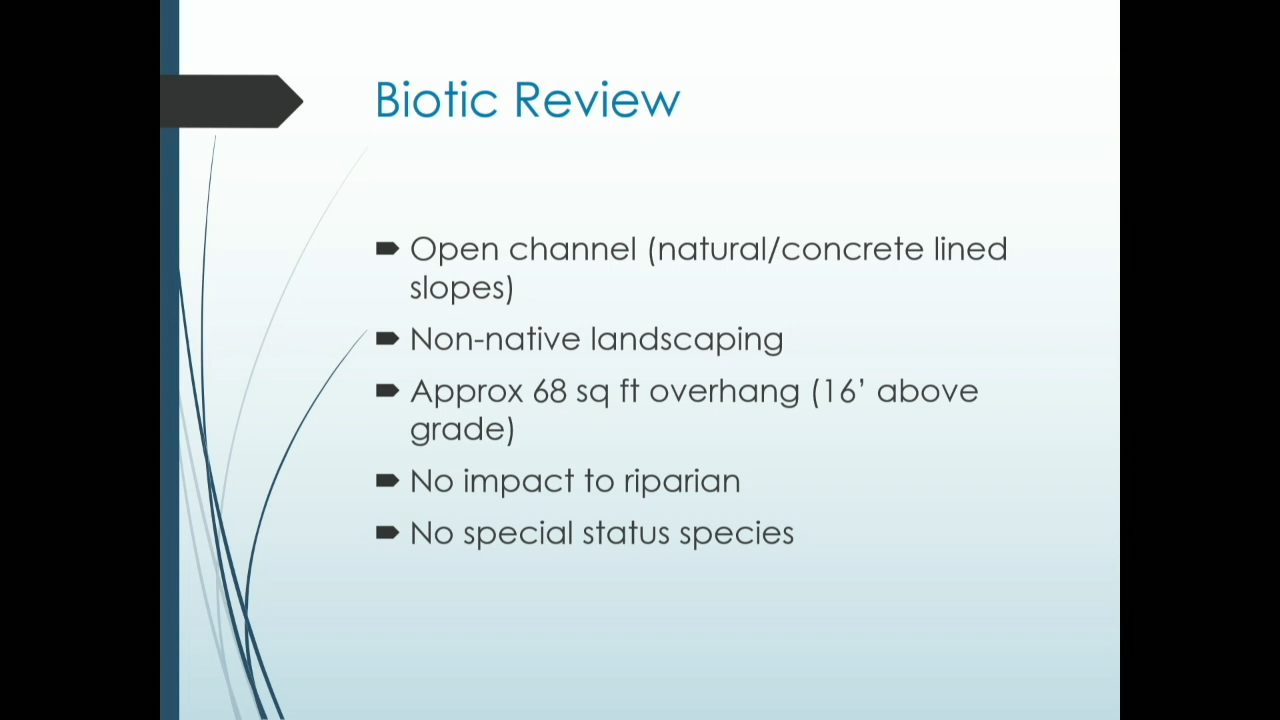 Biotic Review
Open channel (natural/concrete lined
slopes)
Non-native landscaping
Approx 68 sq ft overhang (16’ above
grade)
No impact to riparian
No special status species